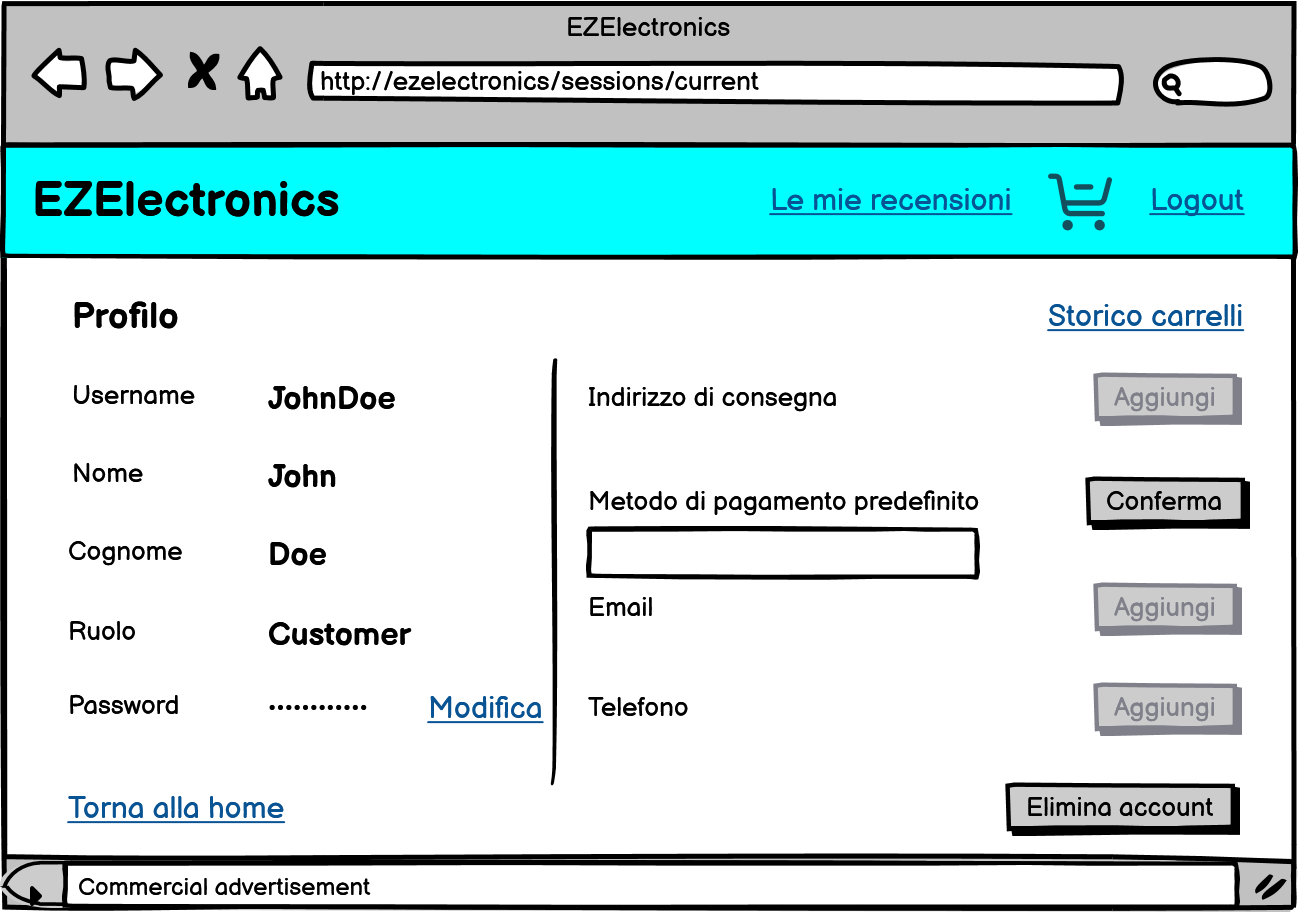 EZElectronics
http://ezelectronics/sessions/current
EZElectronics
Le mie recensioni
Logout
Profilo
Storico carrelli
Username
JohnDoe
Nome
John
Cognome
Doe
Ruolo
Customer
Password
••••••••••••
Modifica
Indirizzo di consegna
Aggiungi
Metodo di pagamento predefinito
Conferma
Email
Aggiungi
Telefono
Aggiungi
Torna alla home
Elimina account
Commercial advertisement